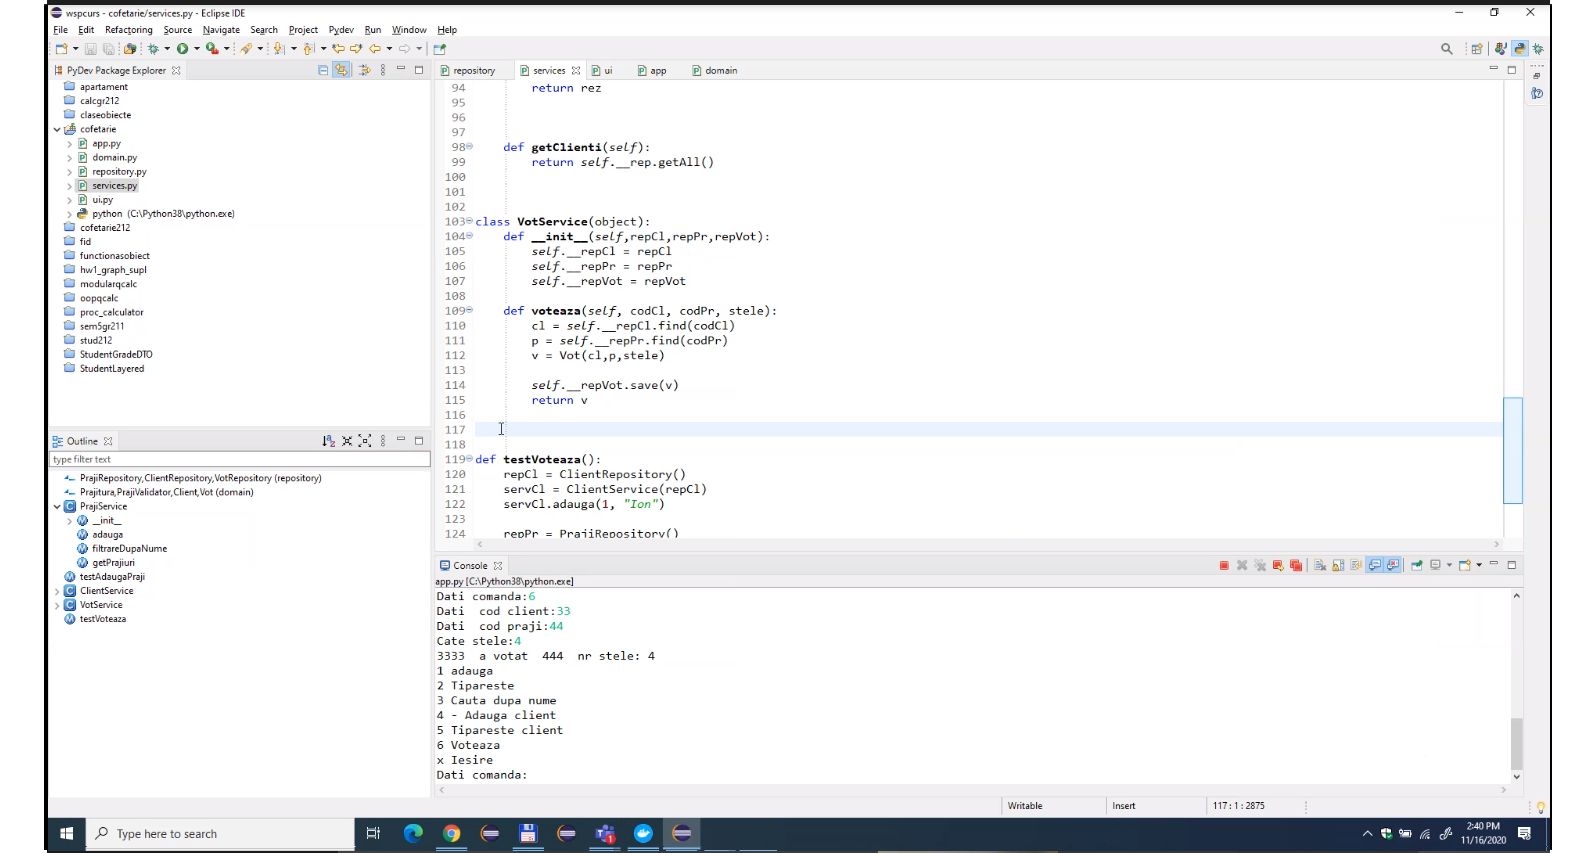 wspcurs - cofetarie/services.py - Eclipse IDE
File Edit Refactoring Source Navigate Search Project Pydev Run Window Help
PyDev Package Explorer
apartament
calcgr212
claseobiecte
cofetarie
app.py
domain.py
repository.py
services.py
ui.py
python (C:\Python38\python.exe)
cofetarie212
fid
functionasobiect
hw1_graph_supl
modularqcalc
oopqcalc
proc_calculator
sem5gr211
stud212
StudentGradeDTO
StudentLayered
Outline
type filter text
PrajiRepository,ClientRepository,VotRepository (repository)
Prajitura,PrajiValidator,Client,Vot (domain)
PrajiService
__init__
adauga
filtrareDupaNume
getPrajiuri
testAdaugaPraji
ClientService
VotService
testVoteaza
repository services ui app domain
94 return rez
95
96
97
98 def getClienti(self):
99 return self.__rep.getAll()
100
101
102
103 class VotService(object):
104 def __init__(self,repCl,repPr,repVot):
105 self.__repCl = repCl
106 self.__repPr = repPr
107 self.__repVot = repVot
108
109 def voteaza(self, codCl, codPr, stele):
110 cl = self.__repCl.find(codCl)
111 p = self.__repPr.find(codPr)
112 v = Vot(cl,p,stele)
113
114 self.__repVot.save(v)
115 return v
116
117
118
119 def testVoteaza():
120 repCl = ClientRepository()
121 servCl = ClientService(repCl)
122 servCl.adauga(1, "Ion")
123
124 repPr = PrajiRepository()
Console
app.py [C:\Python38\python.exe]
Dati comanda:6
Dati cod client:33
Dati cod praji:44
Cate stele:4
3333 a votat 444 nr stele: 4
1 adauga
2 Tipareste
3 Cauta dupa nume
4 - Adauga client
5 Tipareste client
6 Voteaza
x Iesire
Dati comanda:
Writable Insert 117 : 1 : 2875
Type here to search
2:40 PM
11/16/2020